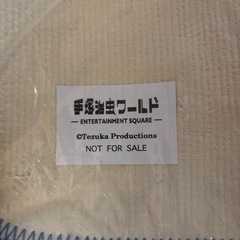 手塚治虫ワールド
ENTERTAINMENT SQUARE
©Tezuka Productions
NOT FOR SALE